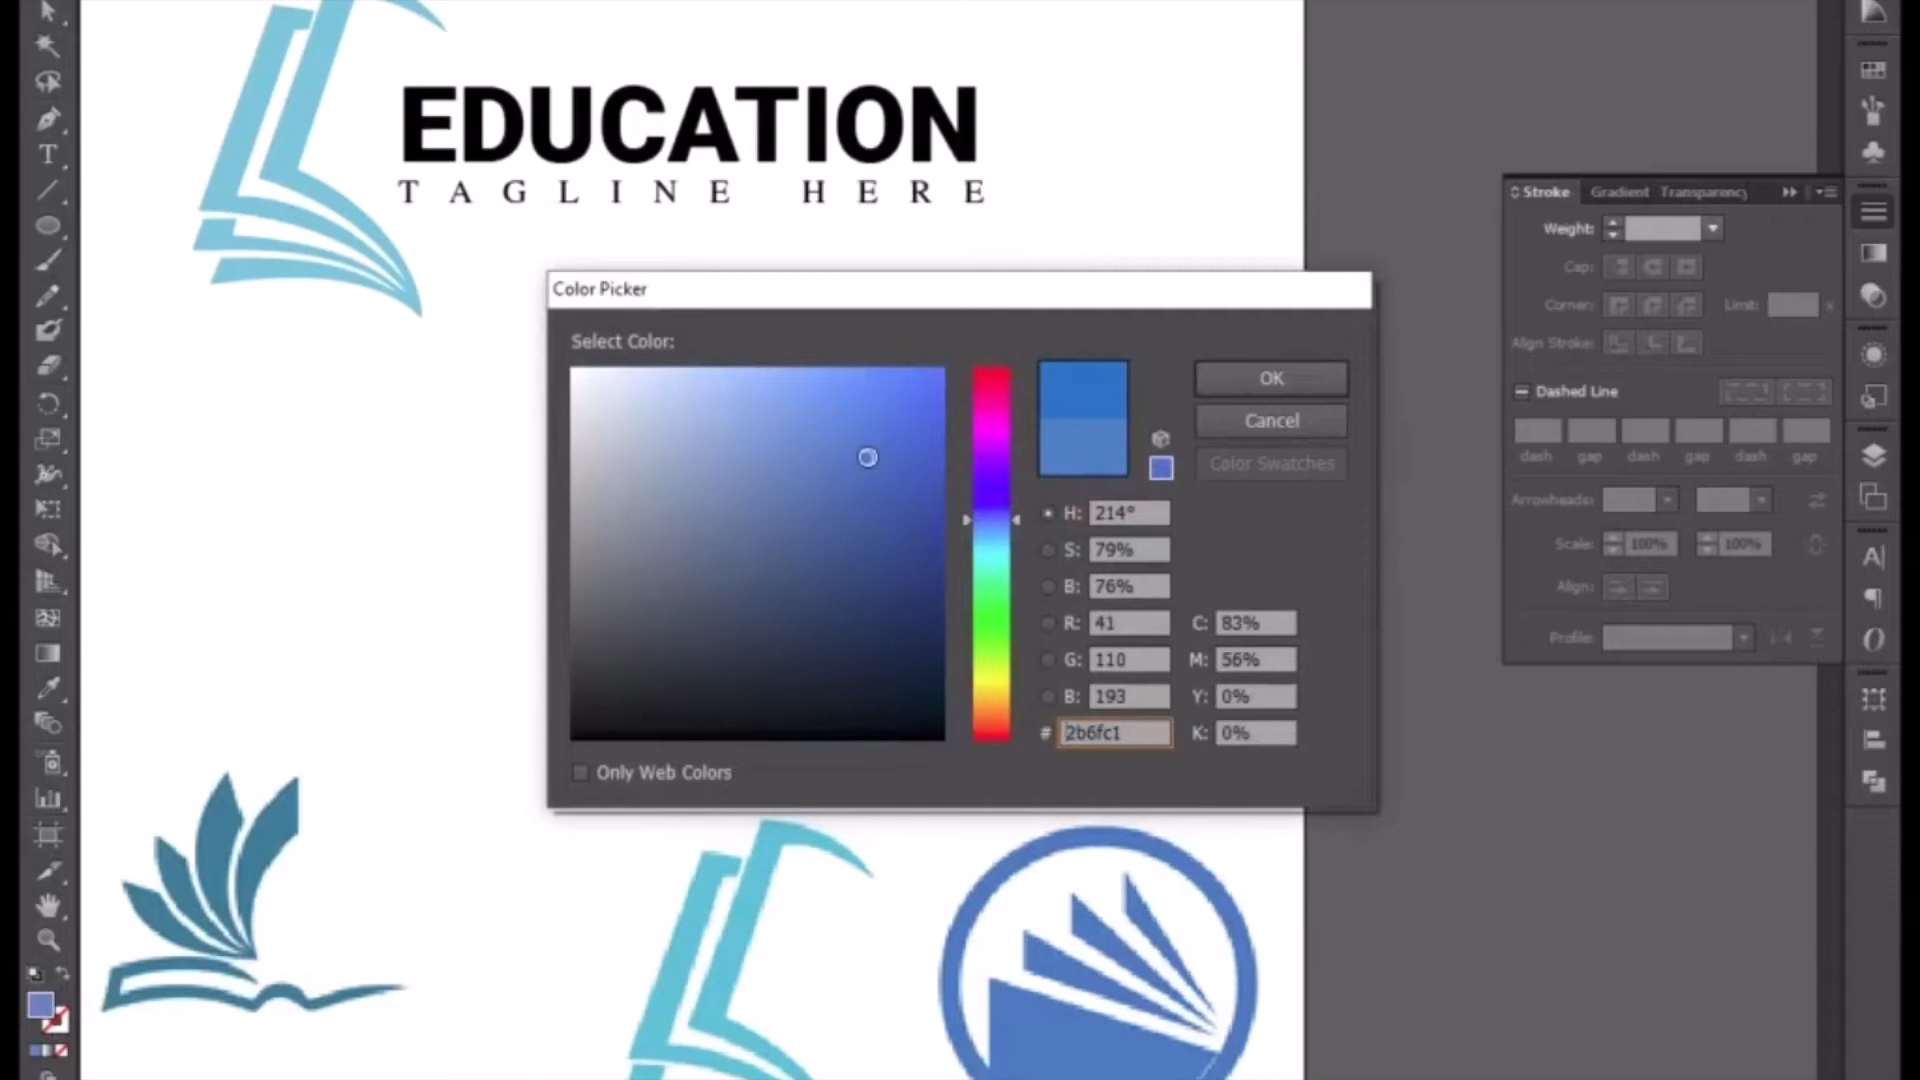 EDUCATION
TAGLINE HERE
Stroke Gradient Transparency
Weight:
Cap:
Corner: Limit:
Align Stroke:
Dashed Line
dash gap dash gap dash gap
Arrowheads:
Scale: 100% 100%
Align:
Profile:
Color Picker
Select Color:
OK
Cancel
Color Swatches
H: 214°
S: 79%
B: 76%
R: 41 C: 83%
G: 110 M: 56%
B: 193 Y: 0%
# 2b6fc1 K: 0%
Only Web Colors